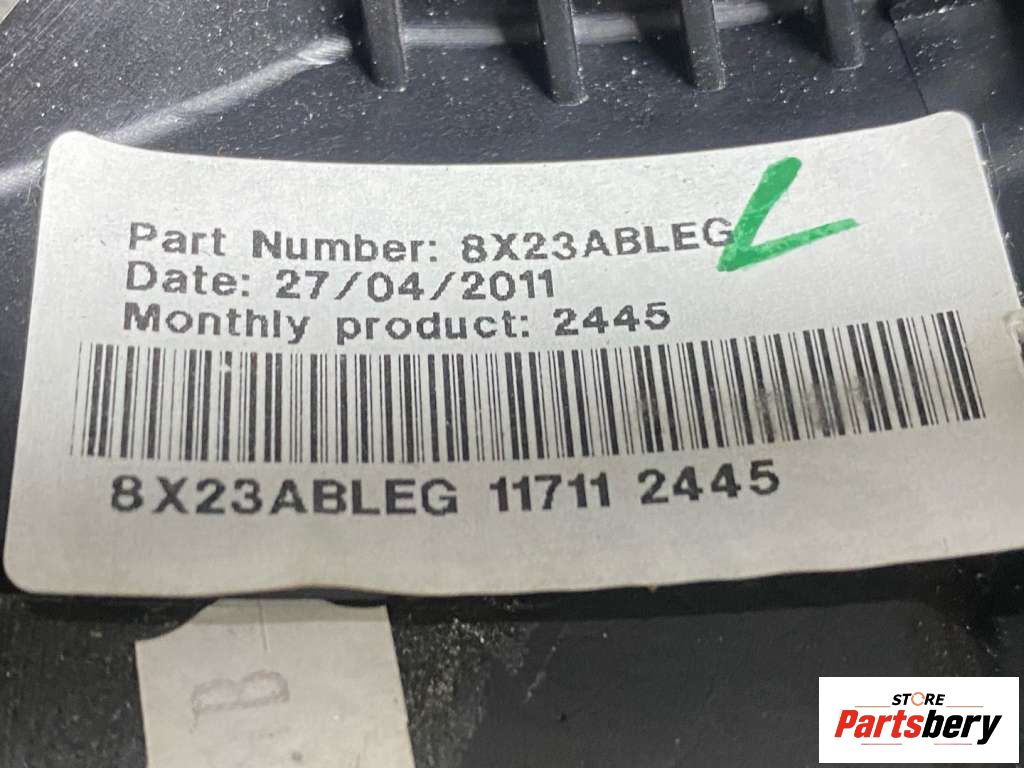 Part Number: 8X23ABLEG
Date: 27/04/2011
Monthly product: 2445
8X23ABLEG 11711 2445
B
STORE
Partsbery